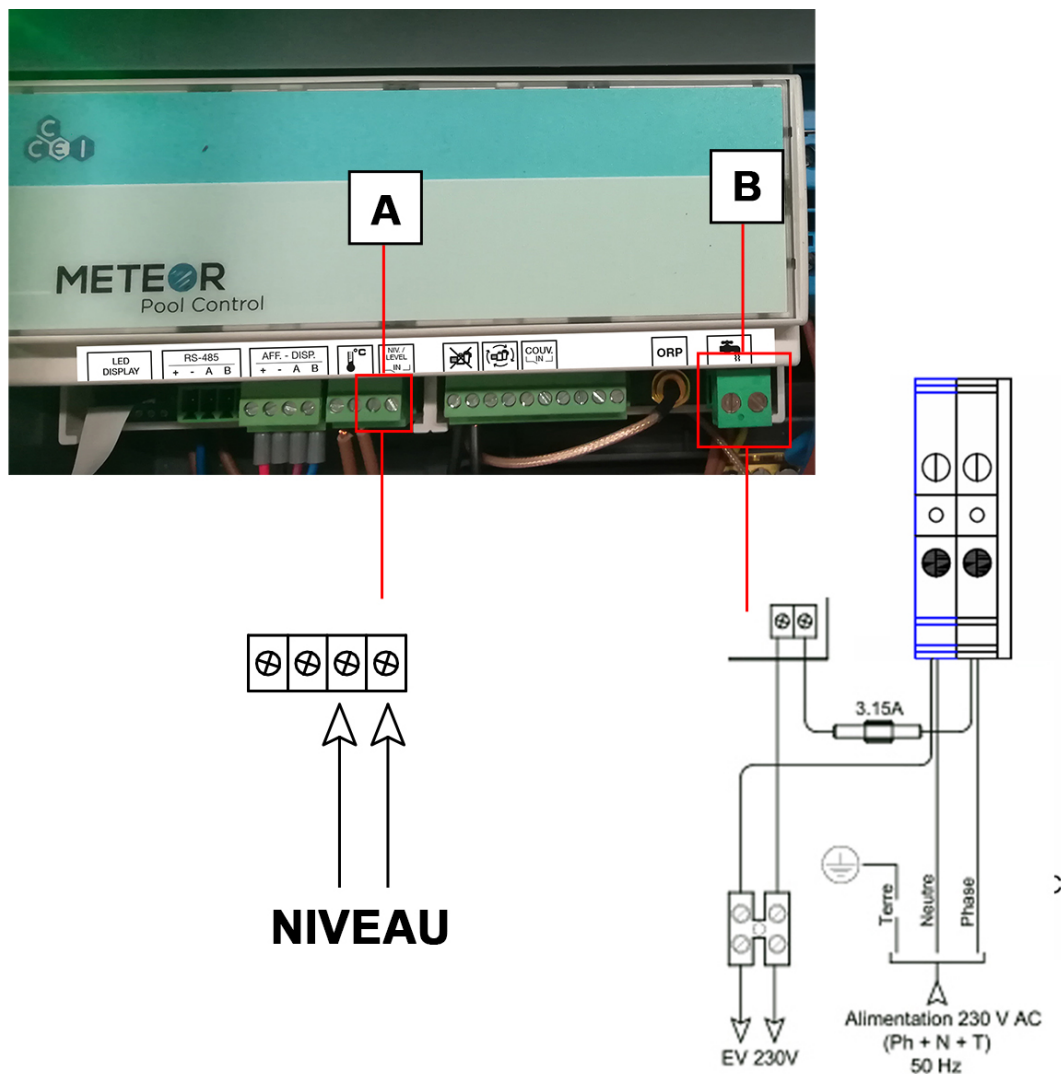 C
C E I
A
B
METEOR
Pool Control
LED
DISPLAY
RS-485
+ - A B
AFF. - DISP.
+ - A B
°C
NIV. /
LEVEL
IN
COUV.
IN
ORP
NIVEAU
3.15A
Terre
Neutre
Phase
EV 230V
Alimentation 230 V AC
(Ph + N + T)
50 Hz